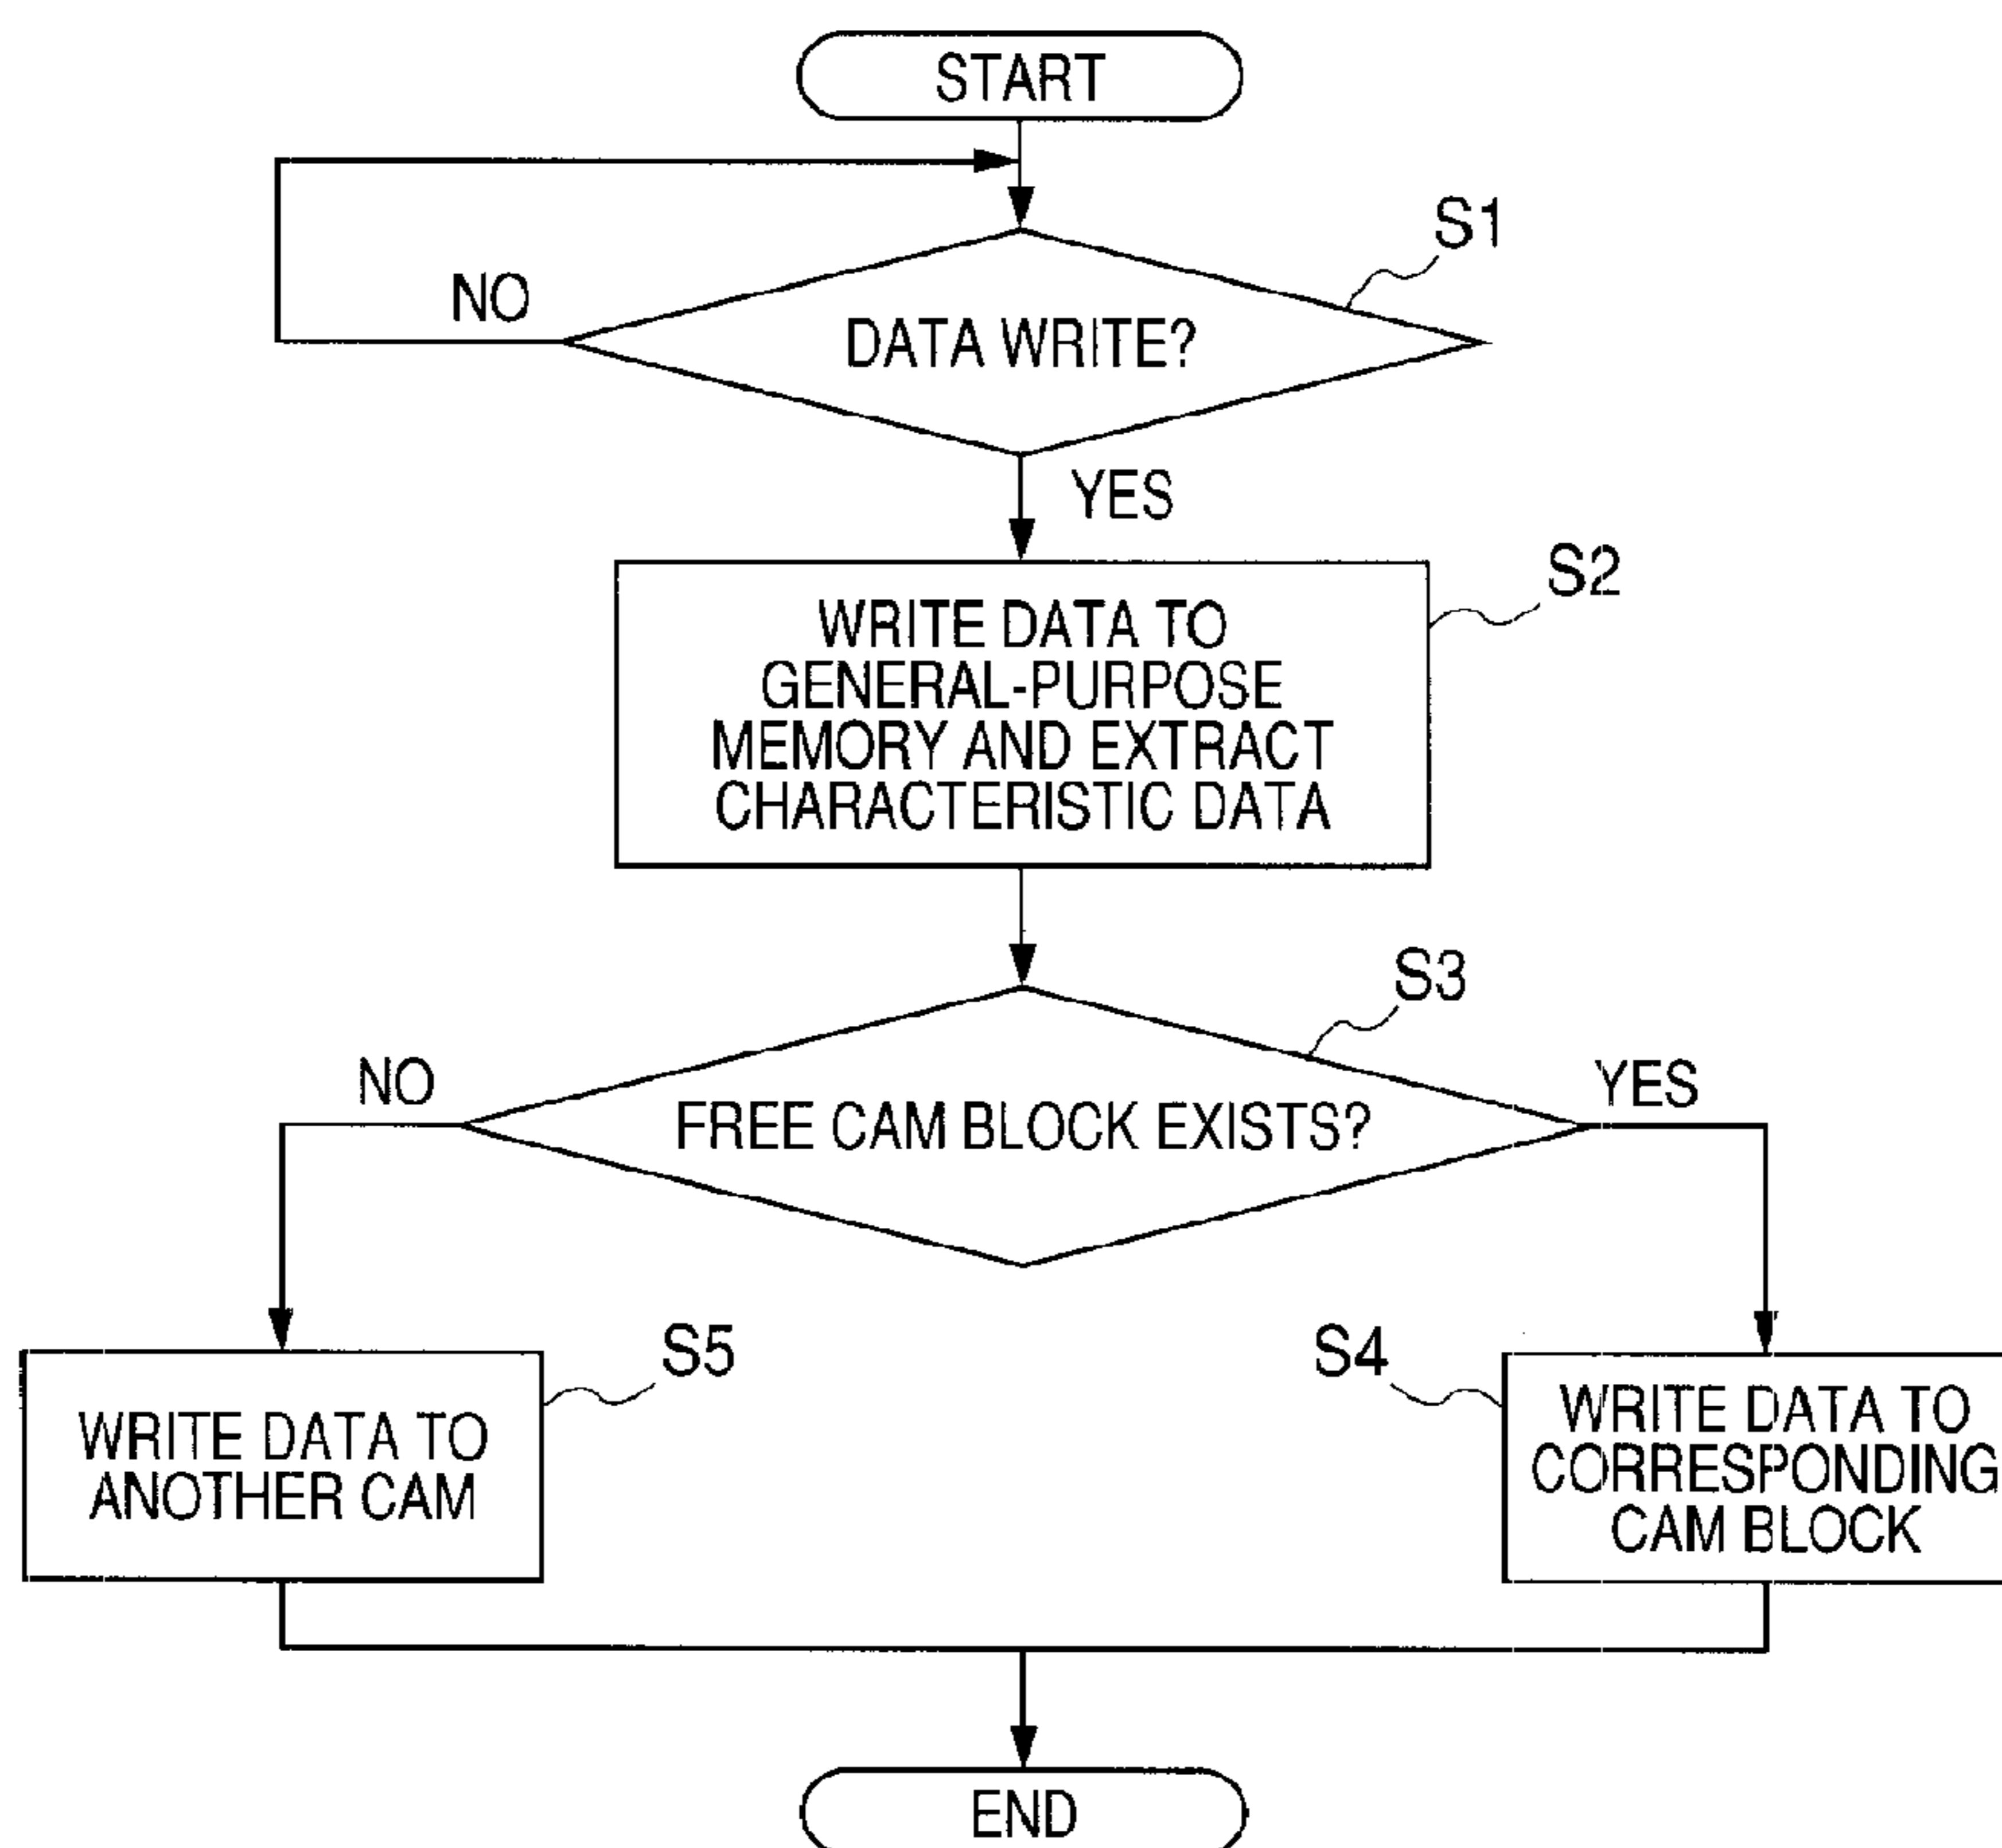 START
S1
NO
DATA WRITE?
YES
S2
WRITE DATA TO
GENERAL-PURPOSE
MEMORY AND EXTRACT
CHARACTERISTIC DATA
S3
NO
YES
FREE CAM BLOCK EXISTS?
S5
S4
WRITE DATA TO
ANOTHER CAM
WRITE DATA TO
CORRESPONDING
CAM BLOCK
END